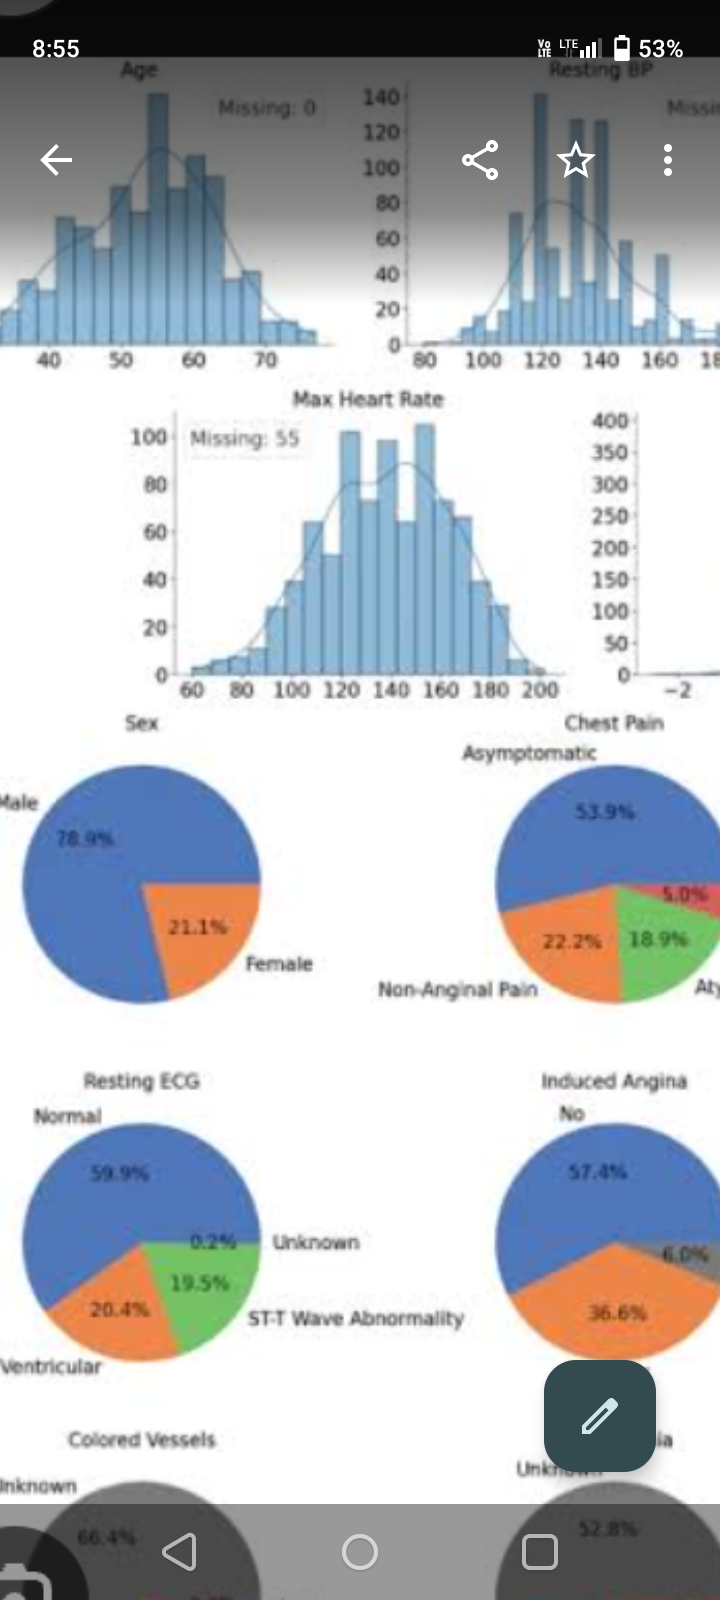 8:55
Vo LTE LTE 53%
Age Resting BP
Missing: 0
140
120
100
80
60
40
20
0
40 50 60 70
80 100 120 140 160
Max Heart Rate
Missing: 55
100
80
60
40
20
0
60 80 100 120 140 160 180 200
400
350
300
250
200
150
100
50
0
−2
Sex
Male
78.9%
21.1%
Female
Chest Pain
Asymptomatic
53.9%
5.0%
22.2% 18.9%
Non-Anginal Pain
Resting ECG
Normal
59.9%
0.2% Unknown
19.5%
20.4%
ST-T Wave Abnormality
Ventricular
Induced Angina
No
57.4%
6.0%
36.6%
Colored Vessels
Unknown
66.4%
Unknown
52.8%